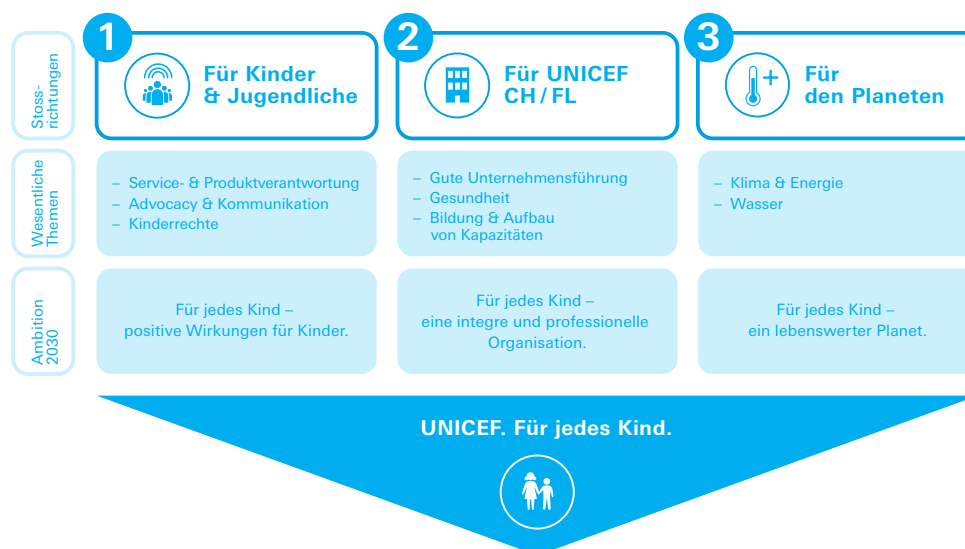 Stoss-
richtungen
1
Für Kinder
& Jugendliche
2
Für UNICEF
CH / FL
3
Für
den Planeten
Wesentliche
Themen
– Service- & Produktverantwortung
– Advocacy & Kommunikation
– Kinderrechte
– Gute Unternehmensführung
– Gesundheit
– Bildung & Aufbau
von Kapazitäten
– Klima & Energie
– Wasser
Ambition
2030
Für jedes Kind –
positive Wirkungen für Kinder.
Für jedes Kind –
eine integre und professionelle
Organisation.
Für jedes Kind –
ein lebenswerter Planet.
UNICEF. Für jedes Kind.